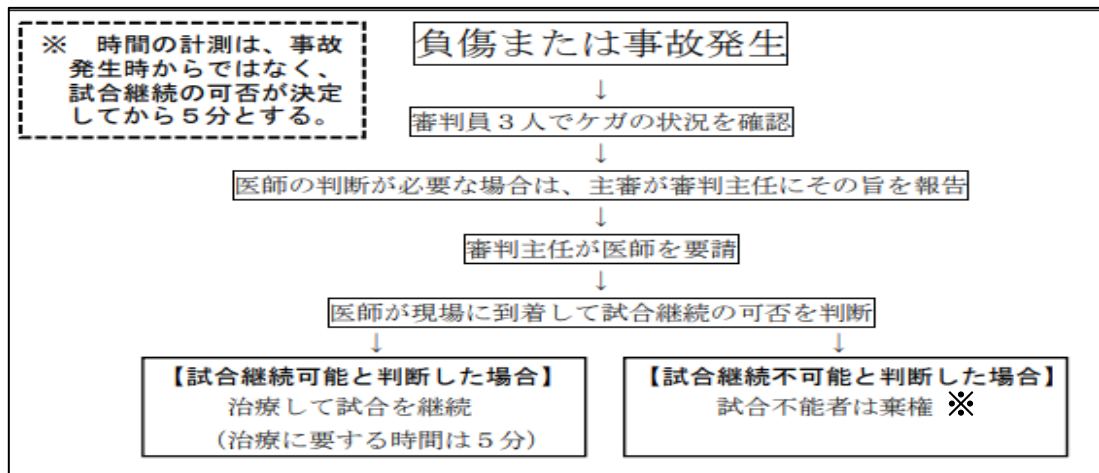 ※　時間の計測は、事故
発生時からではなく、
試合継続の可否が決定
してから５分とする。
負傷または事故発生
↓
審判員３人でケガの状況を確認
↓
医師の判断が必要な場合は、主審が審判主任にその旨を報告
↓
審判主任が医師を要請
↓
医師が現場に到着して試合継続の可否を判断
↓ ↓
【試合継続可能と判断した場合】
治療して試合を継続
（治療に要する時間は５分）
【試合継続不可能と判断した場合】
試合不能者は棄権 ※